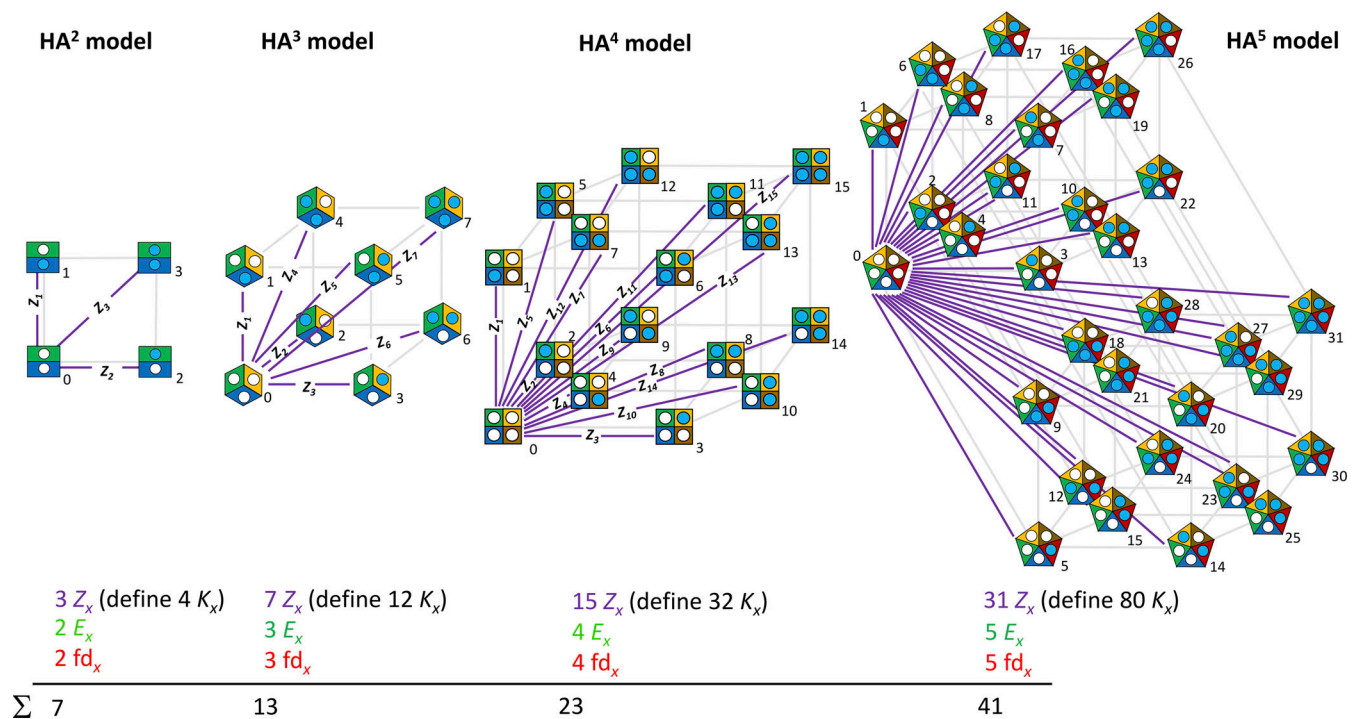 HA² model
HA³ model
HA⁴ model
HA⁵ model
1
3
0
2
Z₁
Z₃
Z₂
4
7
1
5
2
6
0
3
Z₁
Z₄
Z₅
Z₇
Z₂
Z₆
Z₃
5
12
11
15
7
13
1
6
2
9
8
14
4
10
0
3
Z₁
Z₅
Z₁₂
Z₇
Z₁₁
Z₁₅
Z₆
Z₉
Z₁₃
Z₂
Z₄
Z₈
Z₁₄
Z₁₀
Z₃
17
16
26
6
8
19
1
7
2
11
10
22
4
13
0
3
28
27
31
18
21
29
9
20
24
30
12
23
15
25
5
14
3 Zₓ (define 4 Kₓ)
7 Zₓ (define 12 Kₓ)
15 Zₓ (define 32 Kₓ)
31 Zₓ (define 80 Kₓ)
2 Eₓ
3 Eₓ
4 Eₓ
5 Eₓ
2 fdₓ
3 fdₓ
4 fdₓ
5 fdₓ
Σ 7 13 23 41